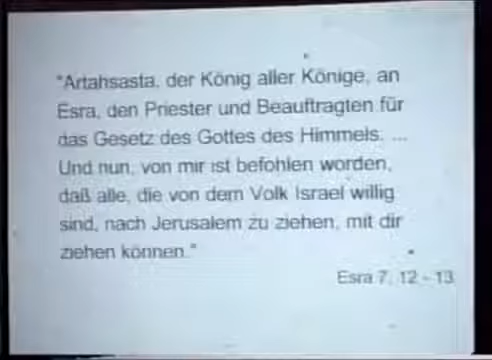 "Artahsasta, der König aller Könige, an
Esra, den Priester und Beauftragten für
das Gesetz des Gottes des Himmels. ...
Und nun, von mir ist befohlen worden,
daß alle, die von dem Volk Israel willig
sind, nach Jerusalem zu ziehen, mit dir
ziehen können."
Esra 7, 12 - 13